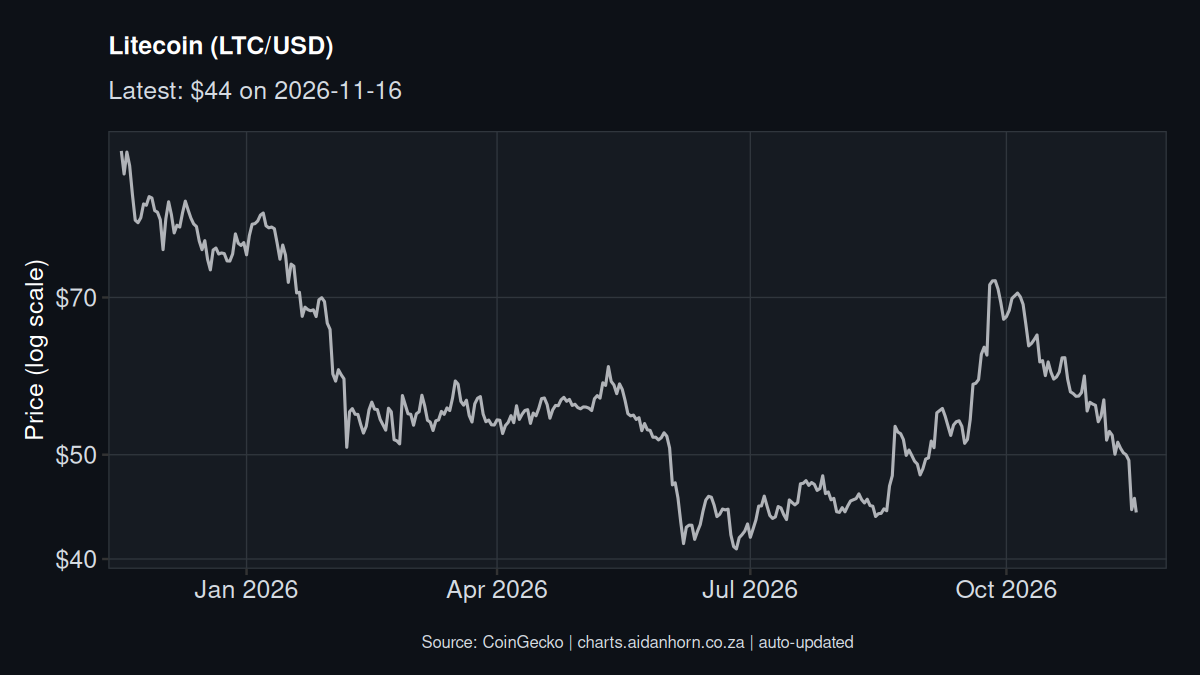 Litecoin (LTC/USD)
Latest: $44 on 2026-11-16
Price (log scale)
$70
$50
$40
Jan 2026
Apr 2026
Jul 2026
Oct 2026
Source: CoinGecko | charts.aidanhorn.co.za | auto-updated